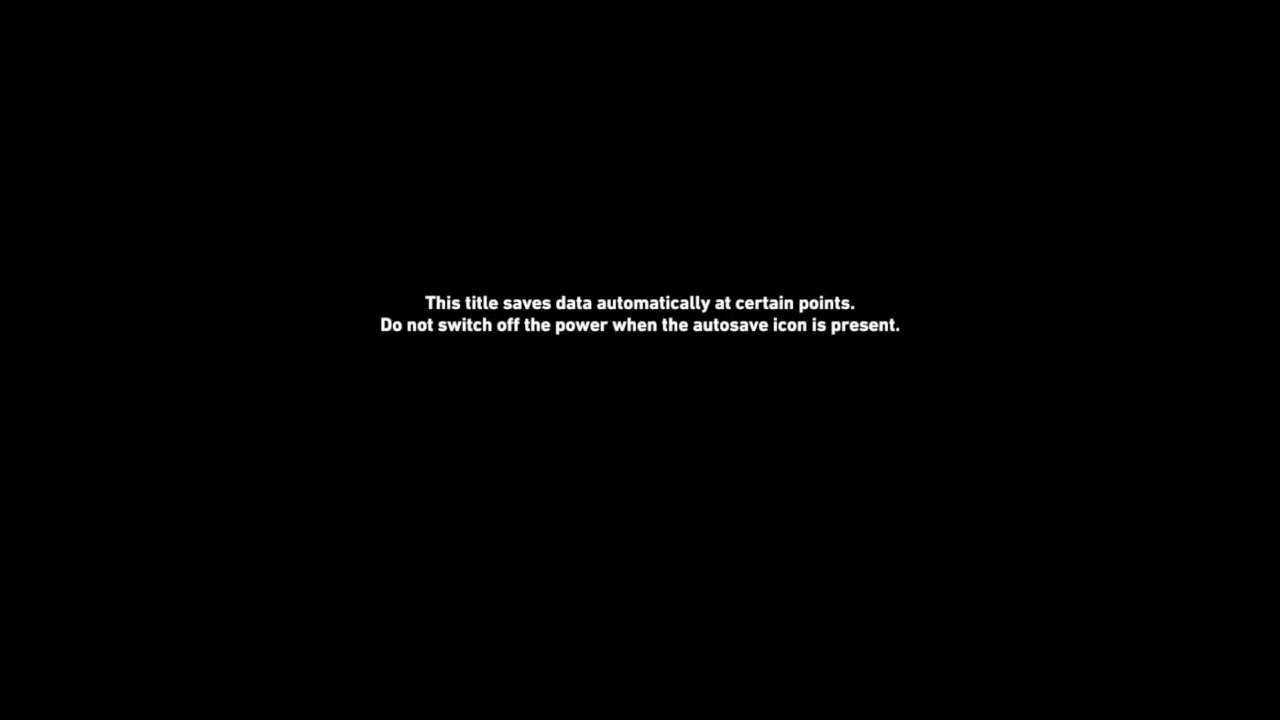 This title saves data automatically at certain points.
Do not switch off the power when the autosave icon is present.